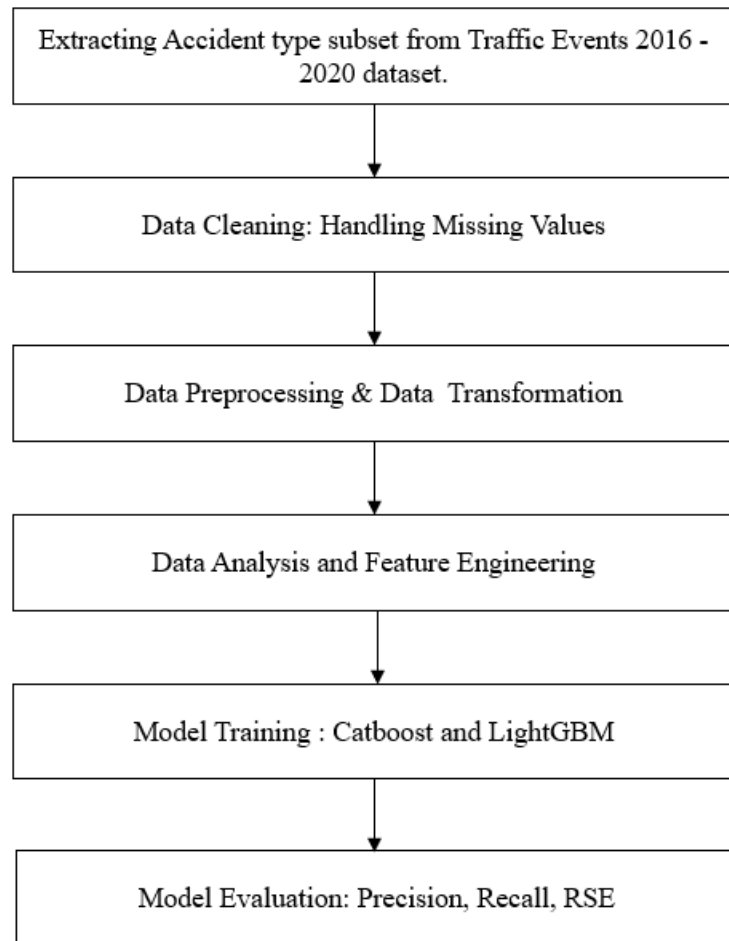 Extracting Accident type subset from Traffic Events 2016 -
2020 dataset.
Data Cleaning: Handling Missing Values
Data Preprocessing & Data Transformation
Data Analysis and Feature Engineering
Model Training : Catboost and LightGBM
Model Evaluation: Precision, Recall, RSE